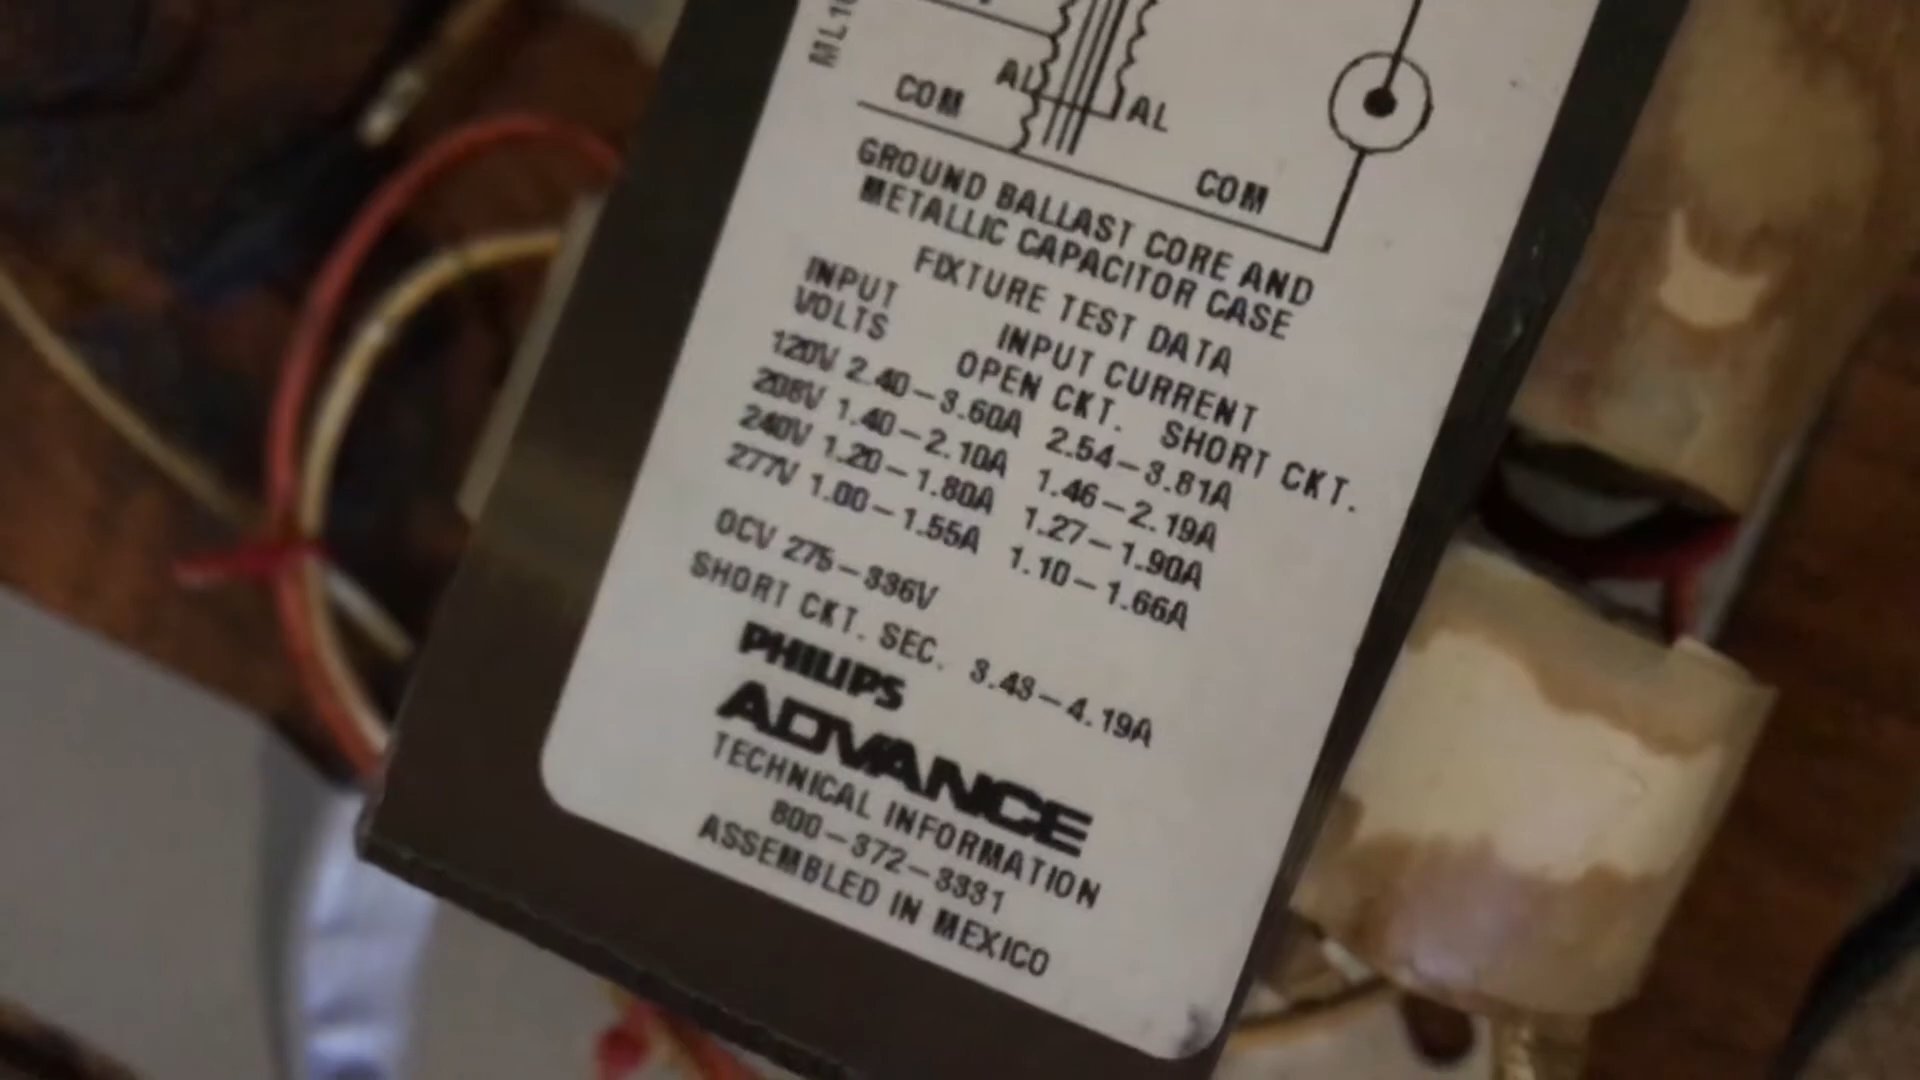 COM
AL
AL
COM
GROUND BALLAST CORE AND
METALLIC CAPACITOR CASE
FIXTURE TEST DATA
INPUT VOLTS
INPUT CURRENT
OPEN CKT. SHORT CKT.
120V 2.40-3.60A 2.54-3.81A
208V 1.40-2.10A 1.46-2.19A
240V 1.20-1.80A 1.27-1.90A
277V 1.00-1.55A 1.10-1.66A
OCV 275-336V
SHORT CKT. SEC. 3.43-4.19A
PHILIPS
ADVANCE
TECHNICAL INFORMATION
800-372-3331
ASSEMBLED IN MEXICO